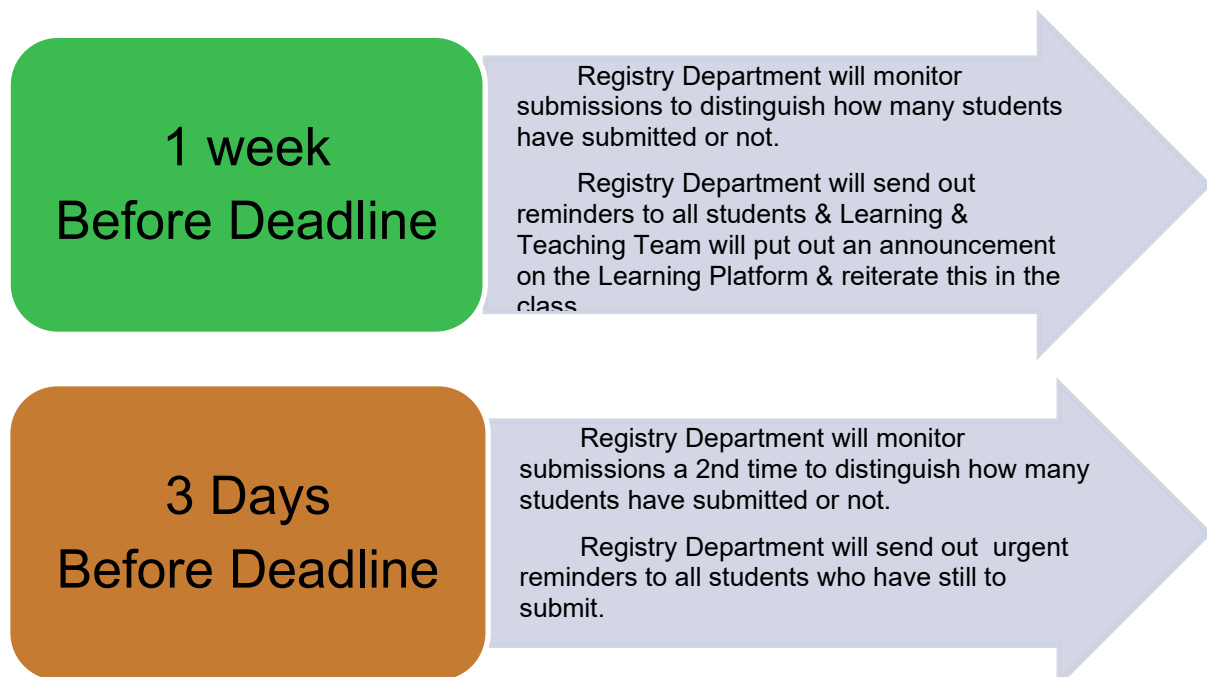 1 week
Before Deadline
Registry Department will monitor
submissions to distinguish how many students
have submitted or not.
Registry Department will send out
reminders to all students & Learning &
Teaching Team will put out an announcement
on the Learning Platform & reiterate this in the
class
3 Days
Before Deadline
Registry Department will monitor
submissions a 2nd time to distinguish how many
students have submitted or not.
Registry Department will send out  urgent
reminders to all students who have still to
submit.